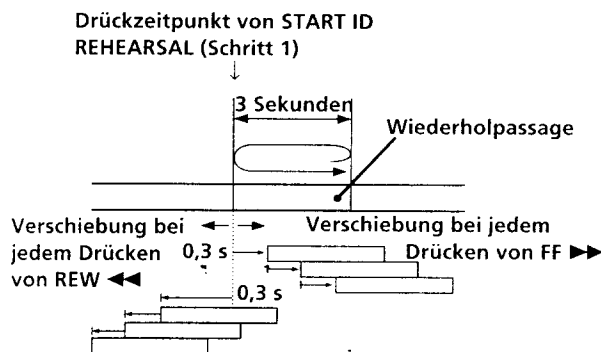 Drückzeitpunkt von START ID
REHEARSAL (Schritt 1)
3 Sekunden
Wiederholpassage
Verschiebung bei
jedem Drücken
von REW ◀◀
Verschiebung bei jedem
Drücken von FF ▶▶
0,3 s
0,3 s